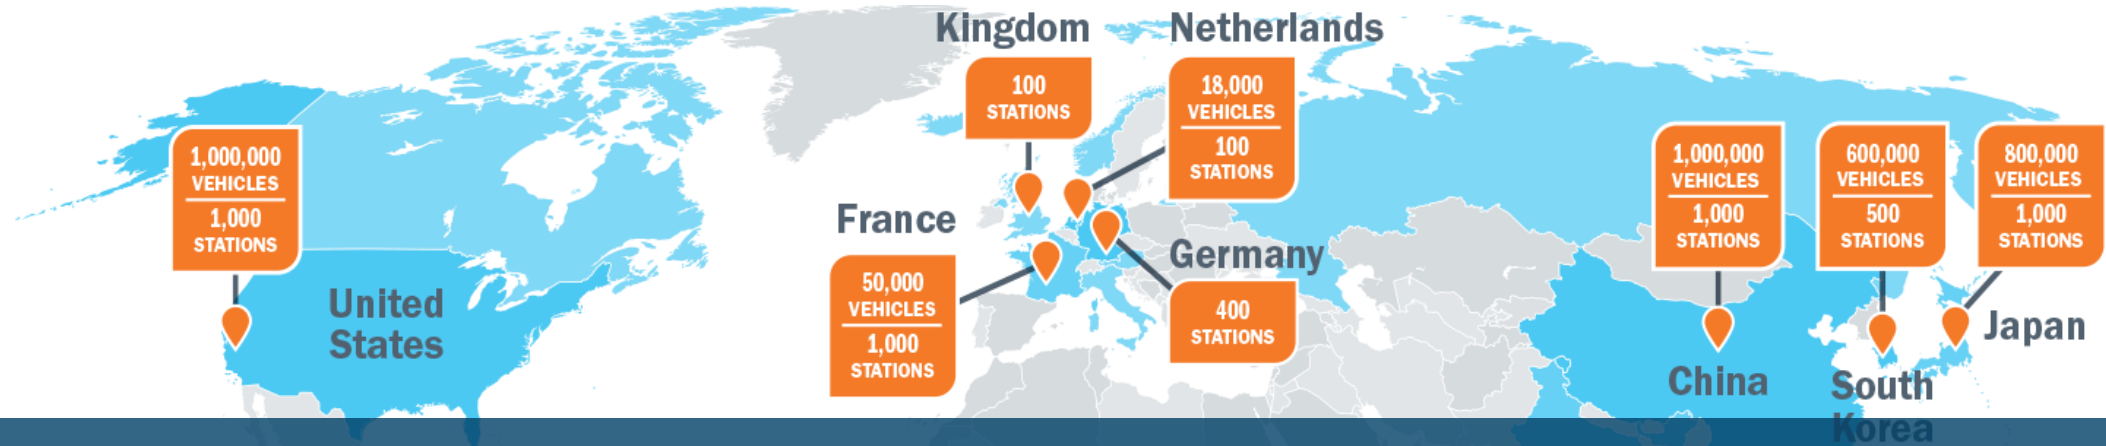 Kingdom
100
STATIONS
Netherlands
18,000
VEHICLES
100
STATIONS
1,000,000
VEHICLES
1,000
STATIONS
United
States
France
50,000
VEHICLES
1,000
STATIONS
Germany
400
STATIONS
1,000,000
VEHICLES
1,000
STATIONS
China
600,000
VEHICLES
500
STATIONS
South
Korea
800,000
VEHICLES
1,000
STATIONS
Japan